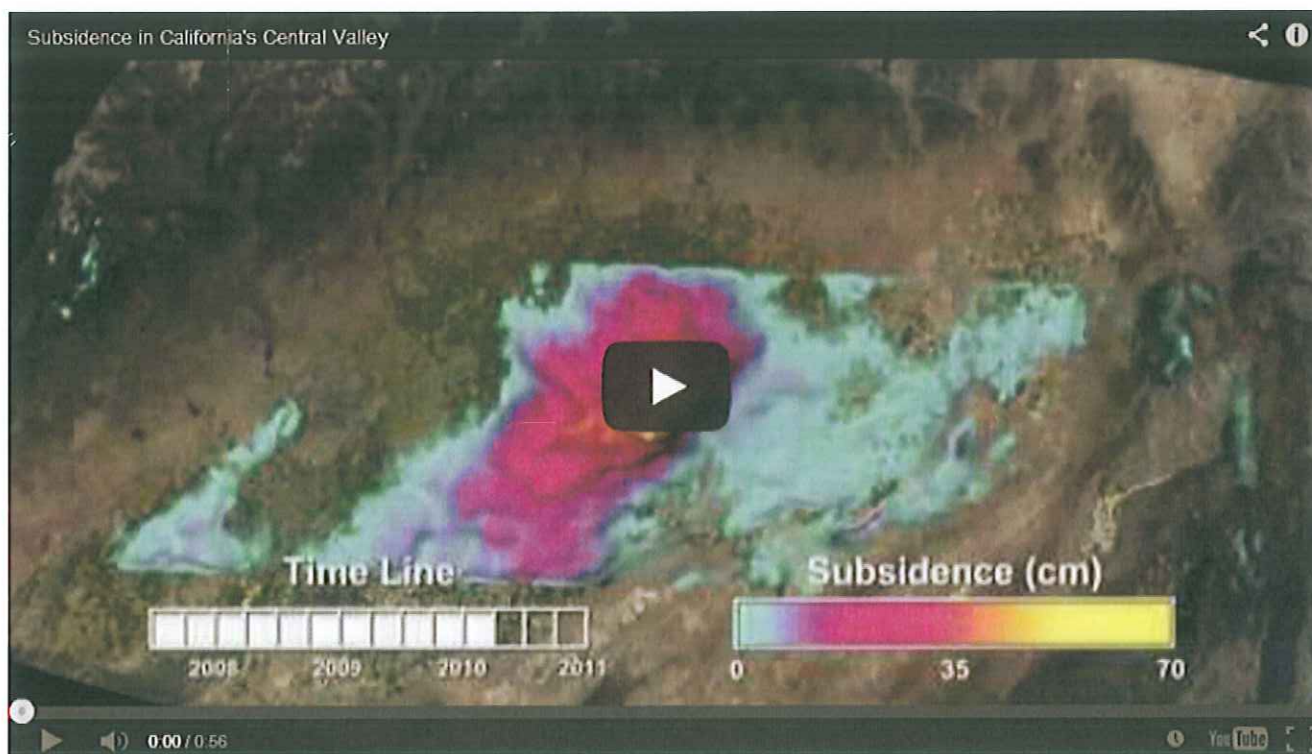 Subsidence in California's Central Valley
Time Line
Subsidence (cm)
2008 2009 2010 2011
0 35 70
0:00 / 0:56
YouTube